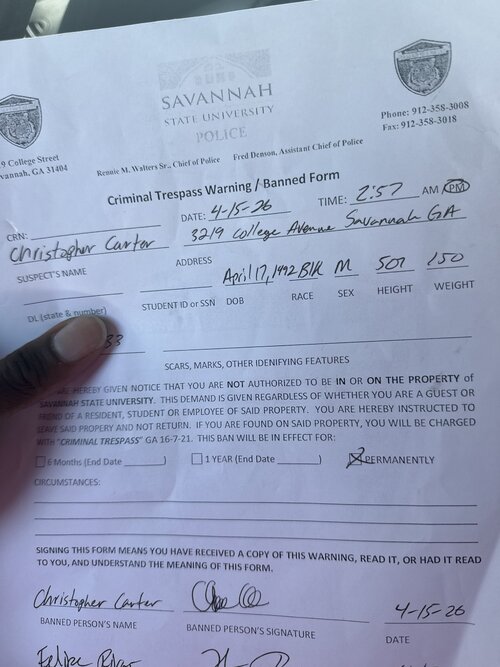 SAVANNAH
STATE UNIVERSITY
POLICE
9 College Street
vannah, GA 31404
Phone: 912-358-3008
Fax: 912-358-3018
Rennie M. Walters Sr., Chief of Police Fred Denson, Assistant Chief of Police
Criminal Trespass Warning / Banned Form
CRN: DATE: 4-15-26 TIME: 2:57 AM PM
Christopher Carter 3219 College Avenue Savannah GA
SUSPECT'S NAME ADDRESS
April 17, 1992 Blk M 507 150
DL (state & number) STUDENT ID or SSN DOB RACE SEX HEIGHT WEIGHT
33
SCARS, MARKS, OTHER IDENIFYING FEATURES
HEREBY GIVEN NOTICE THAT YOU ARE NOT AUTHORIZED TO BE IN OR ON THE PROPERTY of
SAVANNAH STATE UNIVERSITY. THIS DEMAND IS GIVEN REGARDLESS OF WHETHER YOU ARE A GUEST OR
FRIEND OF A RESIDENT, STUDENT OR EMPLOYEE OF SAID PROPERTY. YOU ARE HEREBY INSTRUCTED TO
LEAVE SAID PROPERY AND NOT RETURN. IF YOU ARE FOUND ON SAID PROPERTY, YOU WILL BE CHARGED
WITH "CRIMINAL TRESPASS" GA 16-7-21. THIS BAN WILL BE IN EFFECT FOR:
6 Months (End Date ) 1 YEAR (End Date ) PERMANENTLY
CIRCUMSTANCES:
SIGNING THIS FORM MEANS YOU HAVE RECEIVED A COPY OF THIS WARNING, READ IT, OR HAD IT READ
TO YOU, AND UNDERSTAND THE MEANING OF THIS FORM.
Christopher Carter 4-15-26
BANNED PERSON'S NAME BANNED PERSON'S SIGNATURE DATE
Felipe